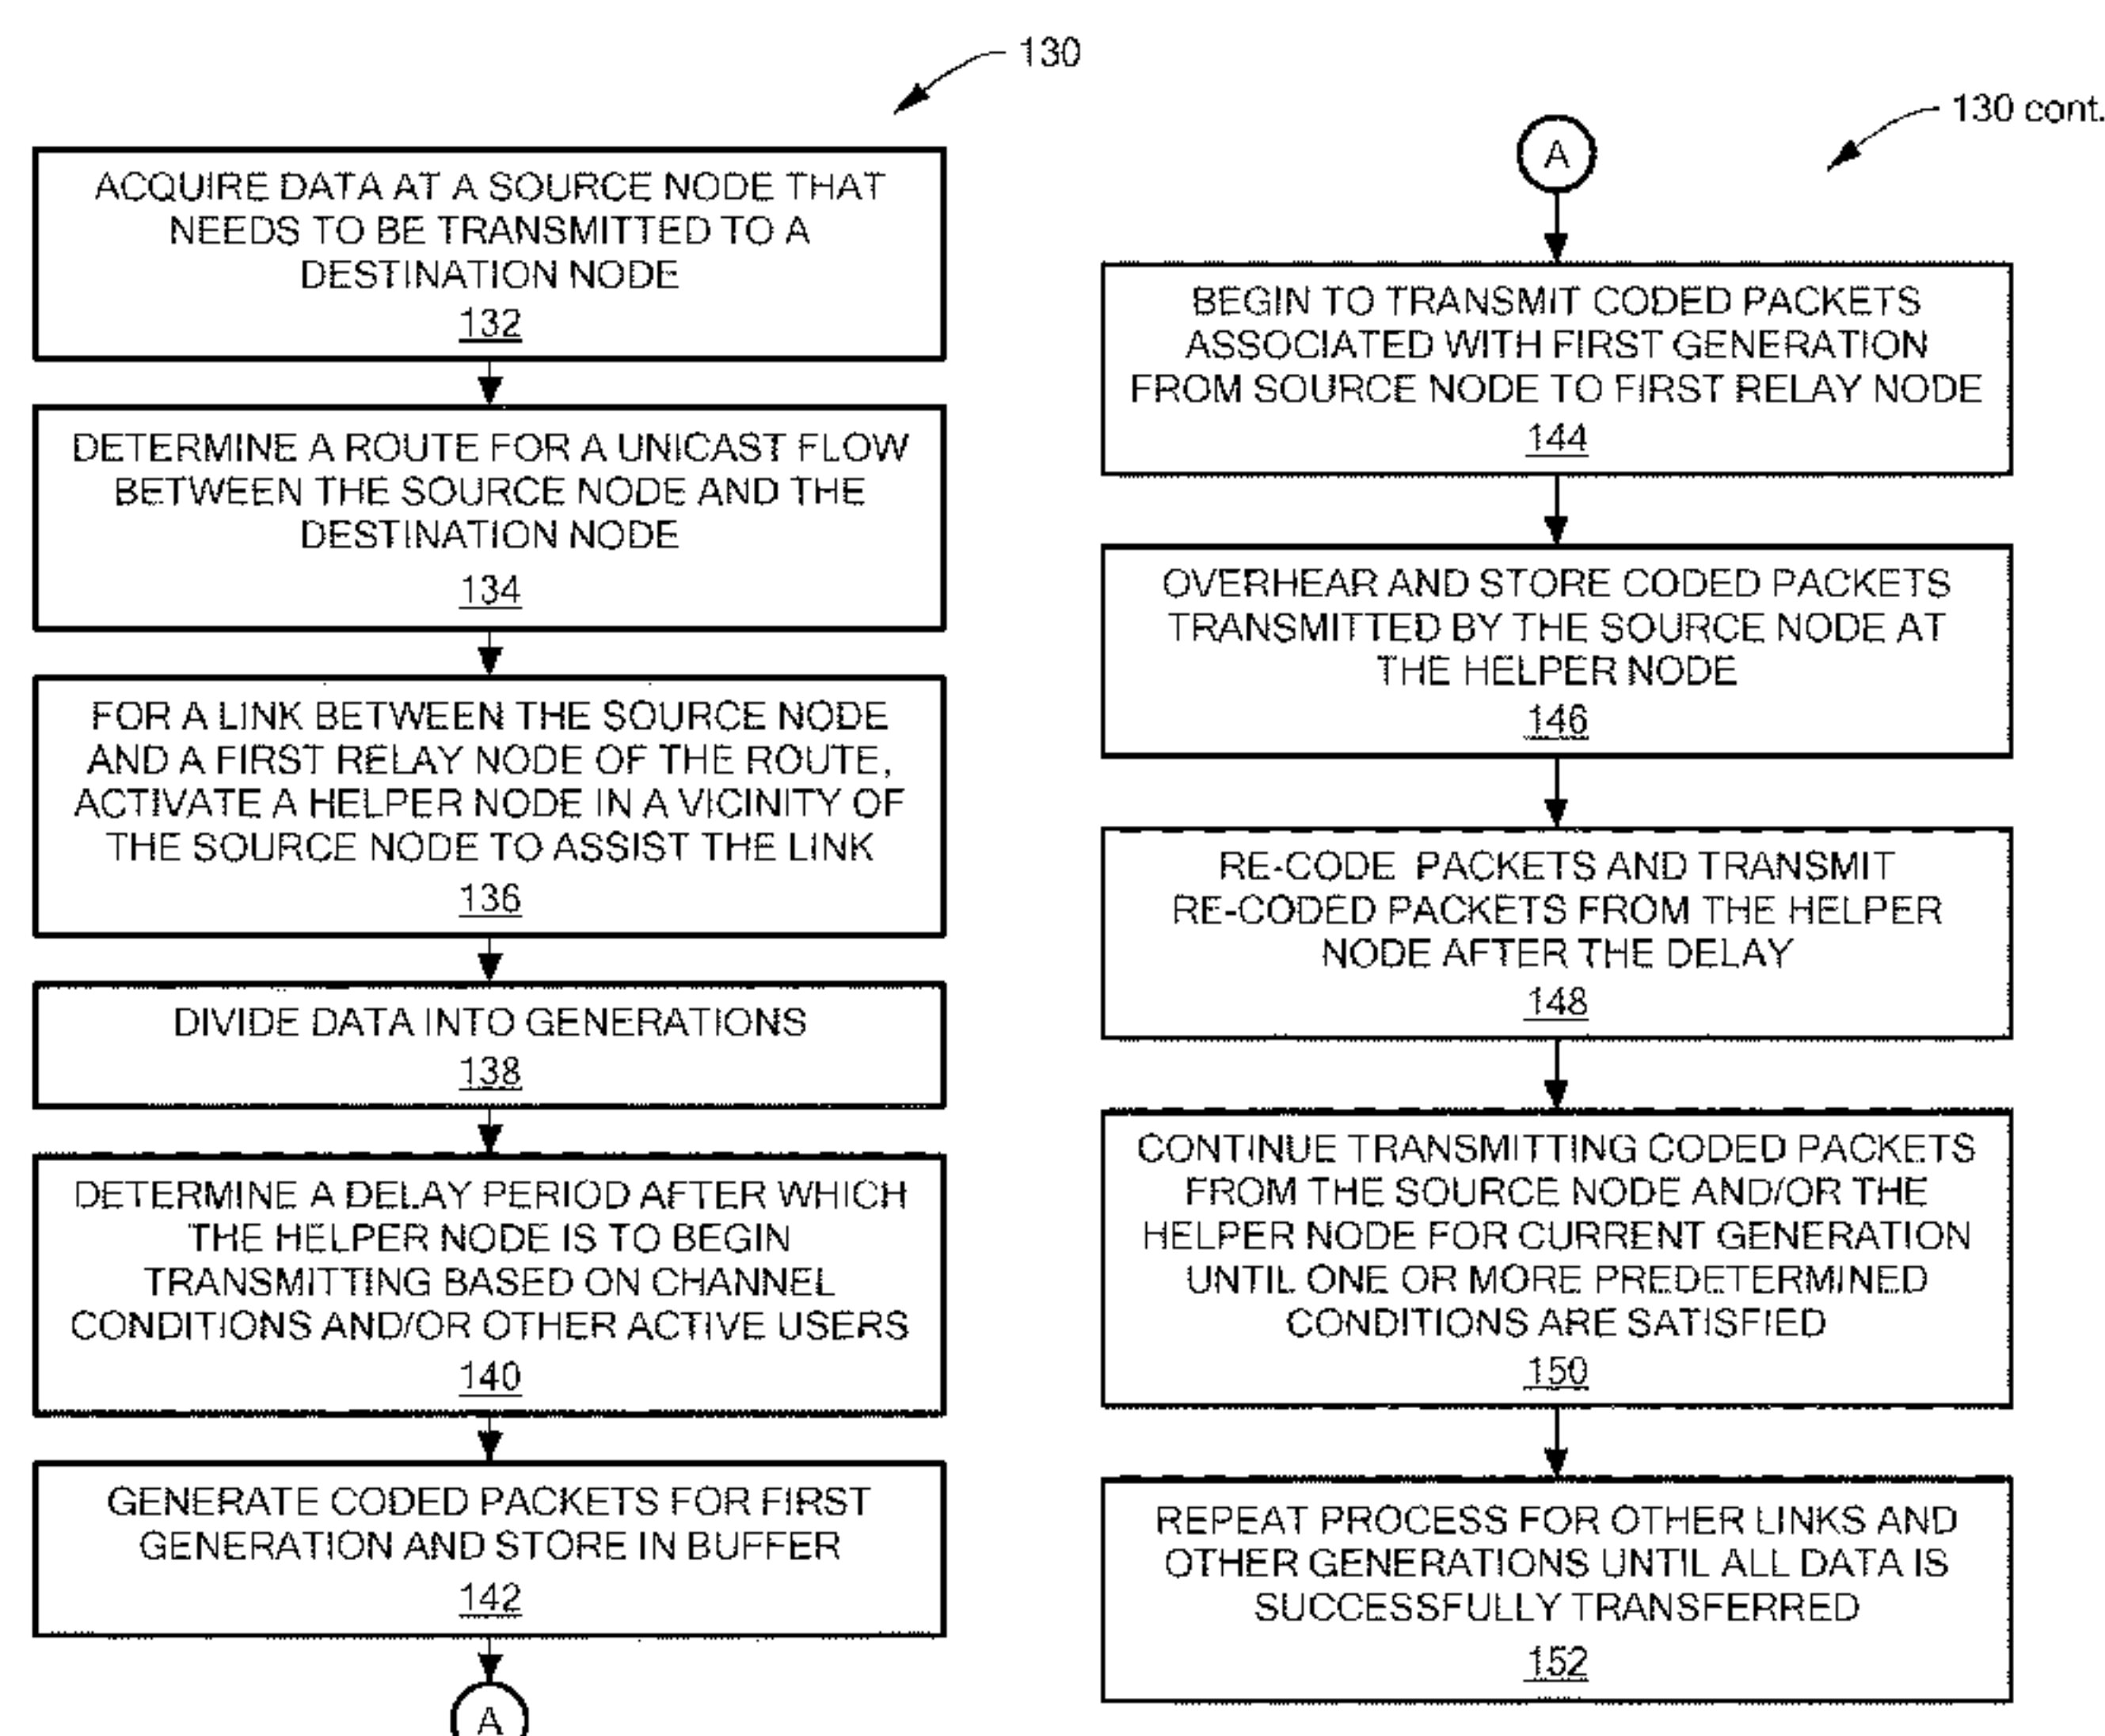 130
ACQUIRE DATA AT A SOURCE NODE THAT
NEEDS TO BE TRANSMITTED TO A
DESTINATION NODE
132
DETERMINE A ROUTE FOR A UNICAST FLOW
BETWEEN THE SOURCE NODE AND THE
DESTINATION NODE
134
FOR A LINK BETWEEN THE SOURCE NODE
AND A FIRST RELAY NODE OF THE ROUTE,
ACTIVATE A HELPER NODE IN A VICINITY OF
THE SOURCE NODE TO ASSIST THE LINK
136
DIVIDE DATA INTO GENERATIONS
138
DETERMINE A DELAY PERIOD AFTER WHICH
THE HELPER NODE IS TO BEGIN
TRANSMITTING BASED ON CHANNEL
CONDITIONS AND/OR OTHER ACTIVE USERS
140
GENERATE CODED PACKETS FOR FIRST
GENERATION AND STORE IN BUFFER
142
A
130 cont.
A
BEGIN TO TRANSMIT CODED PACKETS
ASSOCIATED WITH FIRST GENERATION
FROM SOURCE NODE TO FIRST RELAY NODE
144
OVERHEAR AND STORE CODED PACKETS
TRANSMITTED BY THE SOURCE NODE AT
THE HELPER NODE
146
RE-CODE PACKETS AND TRANSMIT
RE-CODED PACKETS FROM THE HELPER
NODE AFTER THE DELAY
148
CONTINUE TRANSMITTING CODED PACKETS
FROM THE SOURCE NODE AND/OR THE
HELPER NODE FOR CURRENT GENERATION
UNTIL ONE OR MORE PREDETERMINED
CONDITIONS ARE SATISFIED
150
REPEAT PROCESS FOR OTHER LINKS AND
OTHER GENERATIONS UNTIL ALL DATA IS
SUCCESSFULLY TRANSFERRED
152